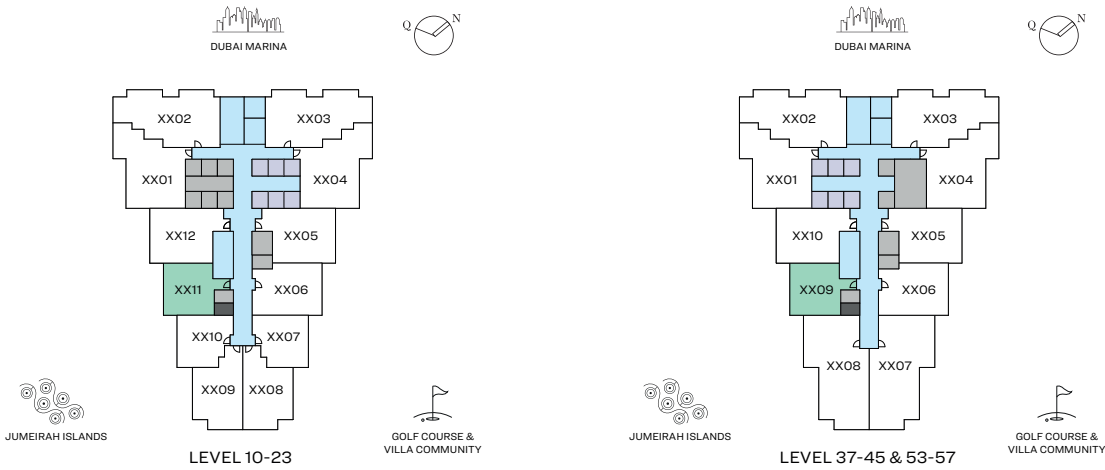 DUBAI MARINA
Q N
XX02 XX03
XX01 XX04
XX12 XX05
XX11 XX06
XX10 XX07
XX09 XX08
JUMEIRAH ISLANDS
GOLF COURSE &
VILLA COMMUNITY
LEVEL 10-23
DUBAI MARINA
Q N
XX02 XX03
XX01 XX04
XX10 XX05
XX09 XX06
XX08 XX07
JUMEIRAH ISLANDS
GOLF COURSE &
VILLA COMMUNITY
LEVEL 37-45 & 53-57